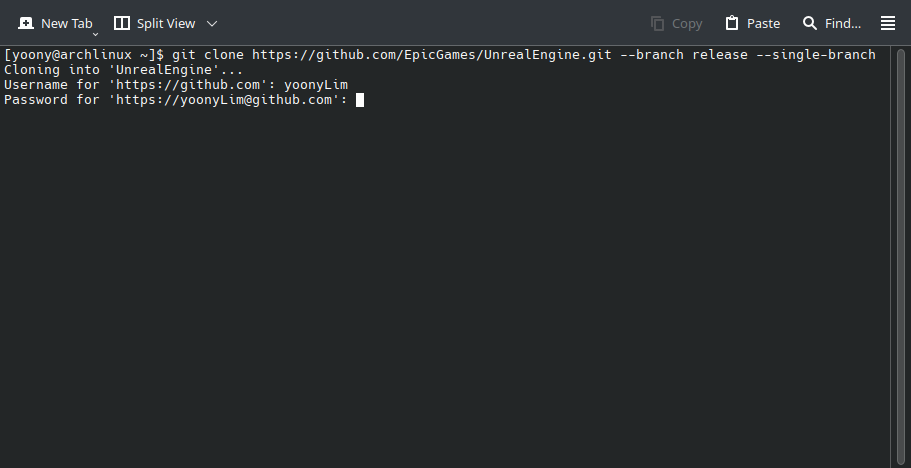 New Tab Split View Copy Paste Find...
[yoony@archlinux ~]$ git clone https://github.com/EpicGames/UnrealEngine.git --branch release --single-branch
Cloning into 'UnrealEngine'...
Username for 'https://github.com': yoonyLim
Password for 'https://yoonyLim@github.com':